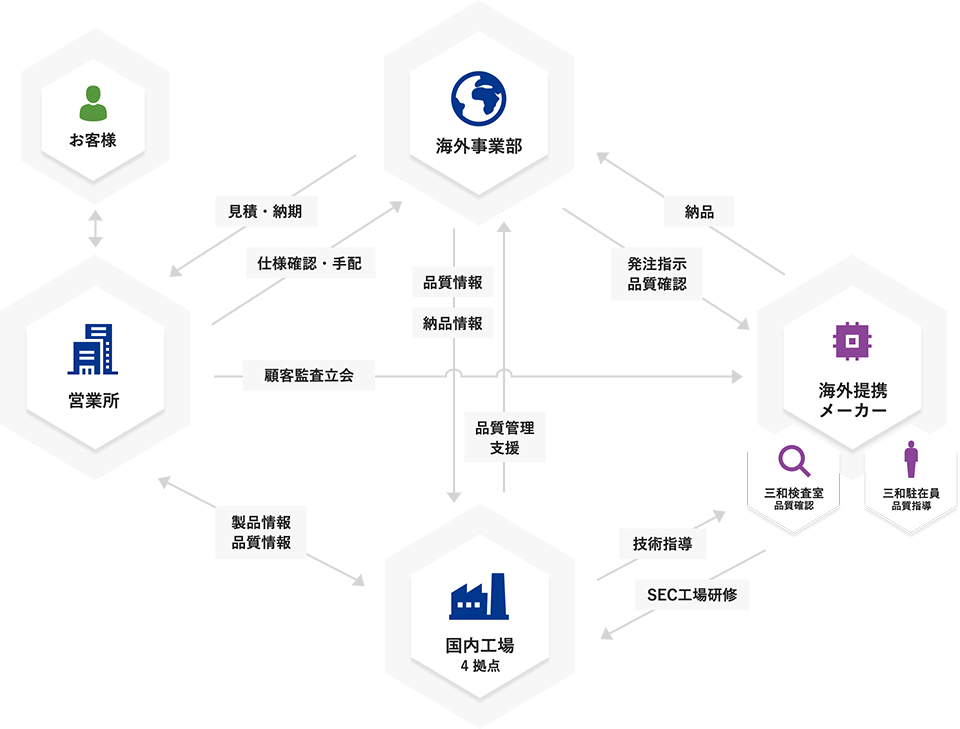 お客様
海外事業部
見積・納期
納品
仕様確認・手配
発注指示
品質確認
品質情報
納品情報
営業所
顧客監査立会
海外提携
メーカー
品質管理
支援
三和検査室
品質確認
三和駐在員
品質指導
製品情報
品質情報
技術指導
SEC工場研修
国内工場
4 拠点